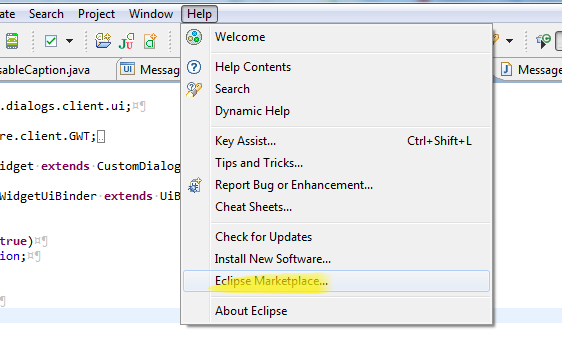 ate Search Project Window Help
sableCaption.java Messag Message
Welcome
Help Contents
Search
Dynamic Help
Key Assist... Ctrl+Shift+L
Tips and Tricks...
Report Bug or Enhancement...
Cheat Sheets...
Check for Updates
Install New Software...
Eclipse Marketplace...
About Eclipse
.dialogs.client.ui;¤¶
re.client.GWT;
idget·extends·CustomDialog
WidgetUiBinder·extends·UiB
true)¤¶
ion;¤¶
¶